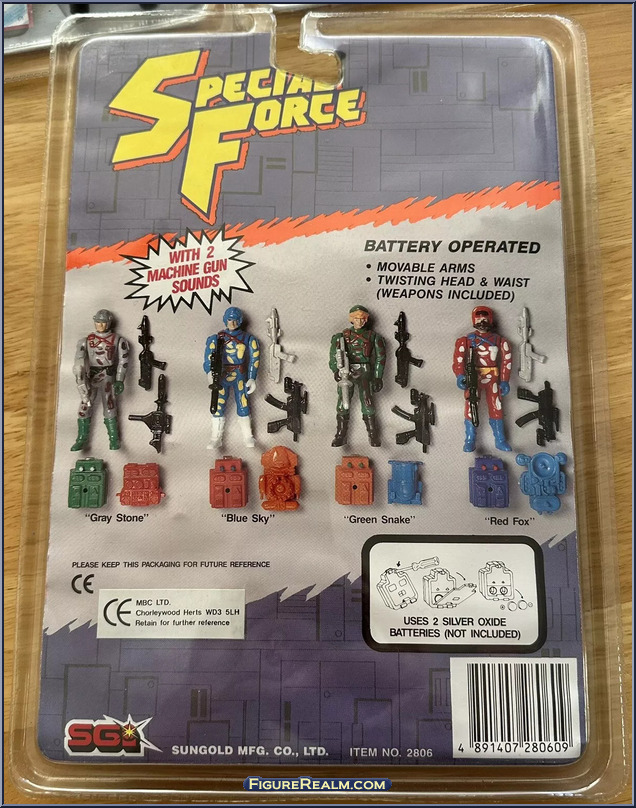 SPECIAL
FORCE
WITH 2
MACHINE GUN
SOUNDS
BATTERY OPERATED
• MOVABLE ARMS
• TWISTING HEAD & WAIST
(WEAPONS INCLUDED)
"Gray Stone"
"Blue Sky"
"Green Snake"
"Red Fox"
PLEASE KEEP THIS PACKAGING FOR FUTURE REFERENCE
CE
CE
MBC LTD.
Chorleywood Herts WD3 5LH
Retain for further reference
USES 2 SILVER OXIDE
BATTERIES (NOT INCLUDED)
SGI
SUNGOLD MFG. CO., LTD.
ITEM NO. 2806
4 891407 280609
FIGUREREALM.COM